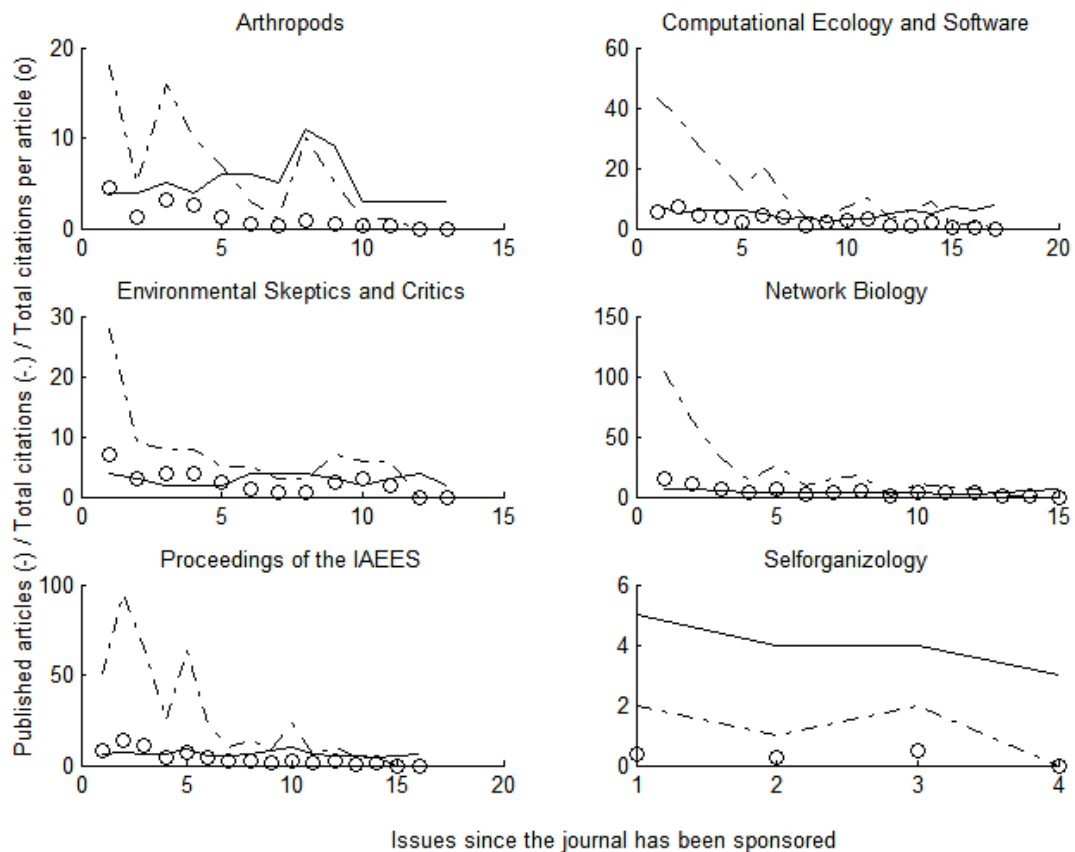 Published articles (-) / Total citations (-.) / Total citations per article (o)
Arthropods
20
10
0
0 5 10 15
Computational Ecology and Software
60
40
20
0
0 5 10 15 20
Environmental Skeptics and Critics
30
20
10
0
0 5 10 15
Network Biology
150
100
50
0
0 5 10 15
Proceedings of the IAEES
100
50
0
0 5 10 15 20
Selforganizology
6
4
2
0
1 2 3 4
Issues since the journal has been sponsored